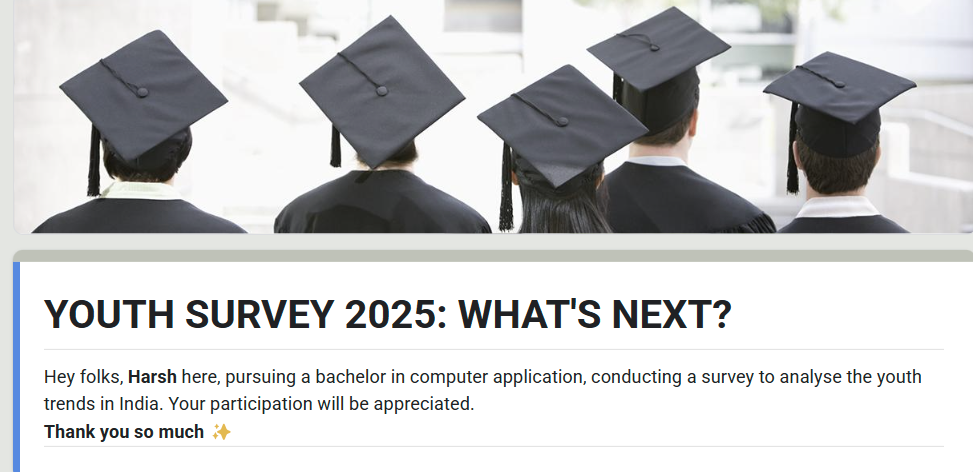 YOUTH SURVEY 2025: WHAT'S NEXT?
Hey folks, Harsh here, pursuing a bachelor in computer application, conducting a survey to analyse the youth
trends in India. Your participation will be appreciated.
Thank you so much ✨